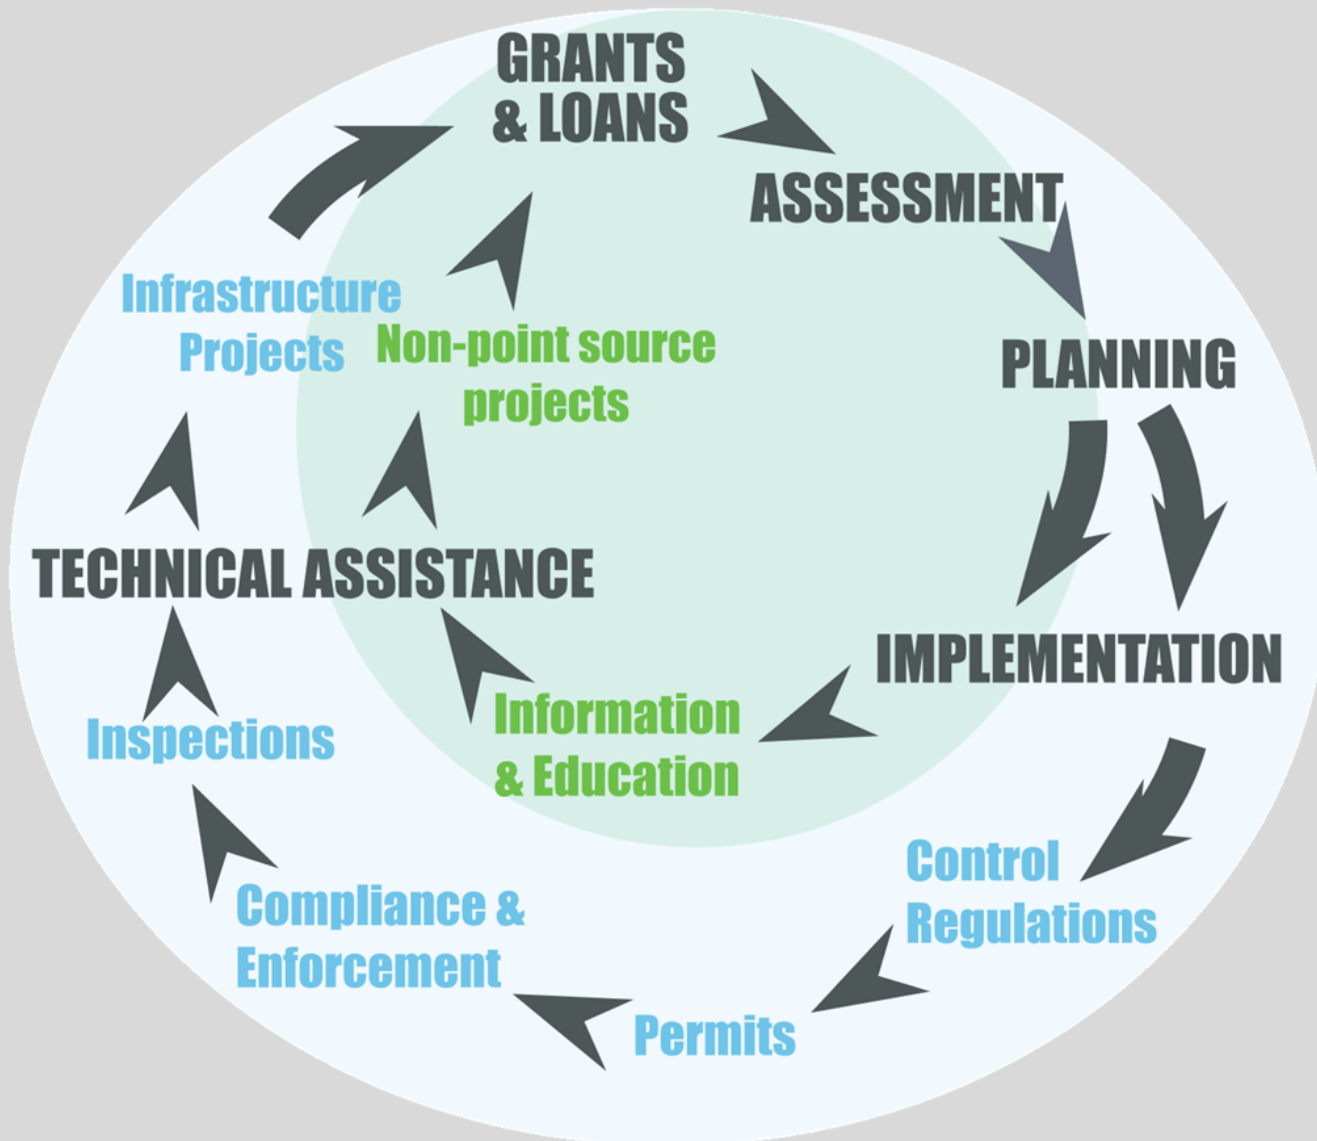 GRANTS
& LOANS
ASSESSMENT
PLANNING
IMPLEMENTATION
Control
Regulations
Permits
Compliance &
Enforcement
Inspections
Information
& Education
TECHNICAL ASSISTANCE
Infrastructure
Projects
Non-point source
projects